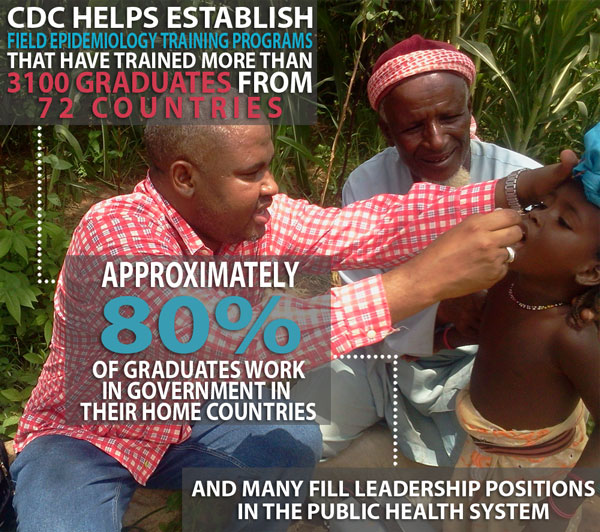 CDC HELPS ESTABLISH
FIELD EPIDEMIOLOGY TRAINING PROGRAMS
THAT HAVE TRAINED MORE THAN
3100 GRADUATES FROM
72 COUNTRIES
APPROXIMATELY
80%
OF GRADUATES WORK
IN GOVERNMENT IN
THEIR HOME COUNTRIES
AND MANY FILL LEADERSHIP POSITIONS
IN THE PUBLIC HEALTH SYSTEM